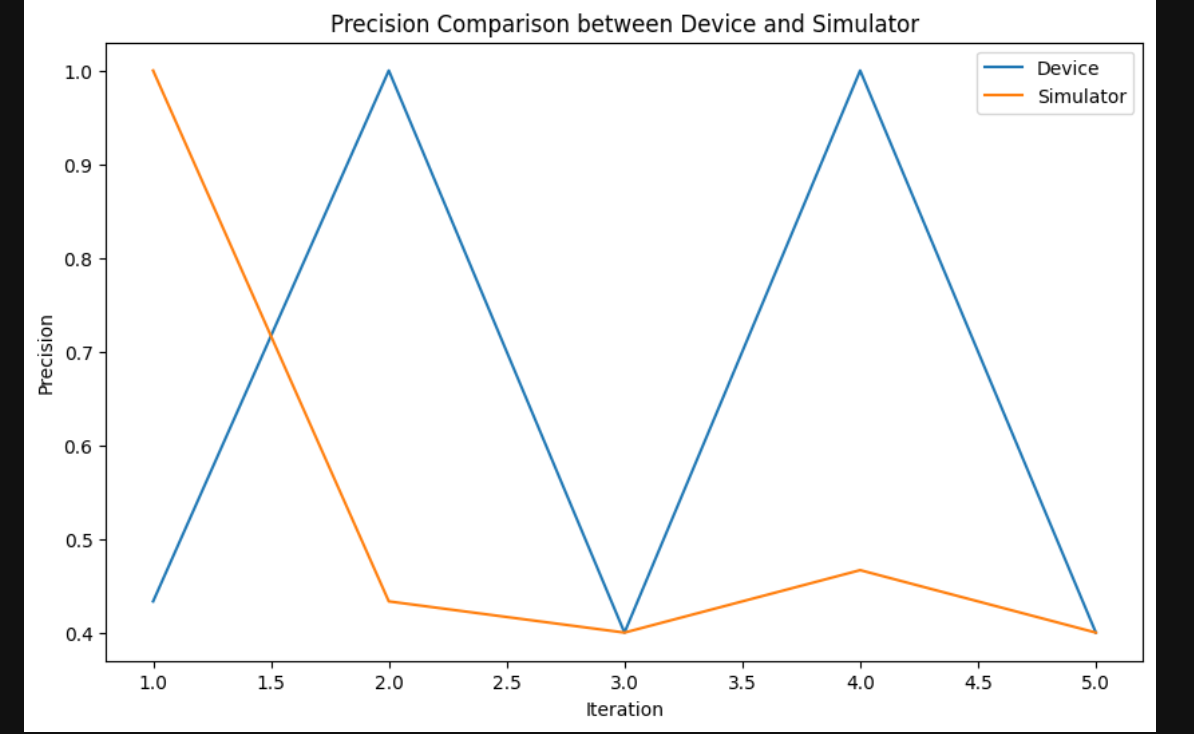 Precision Comparison between Device and Simulator
Device
Simulator
1.0
0.9
0.8
0.7
0.6
0.5
0.4
Precision
1.0 1.5 2.0 2.5 3.0 3.5 4.0 4.5 5.0
Iteration